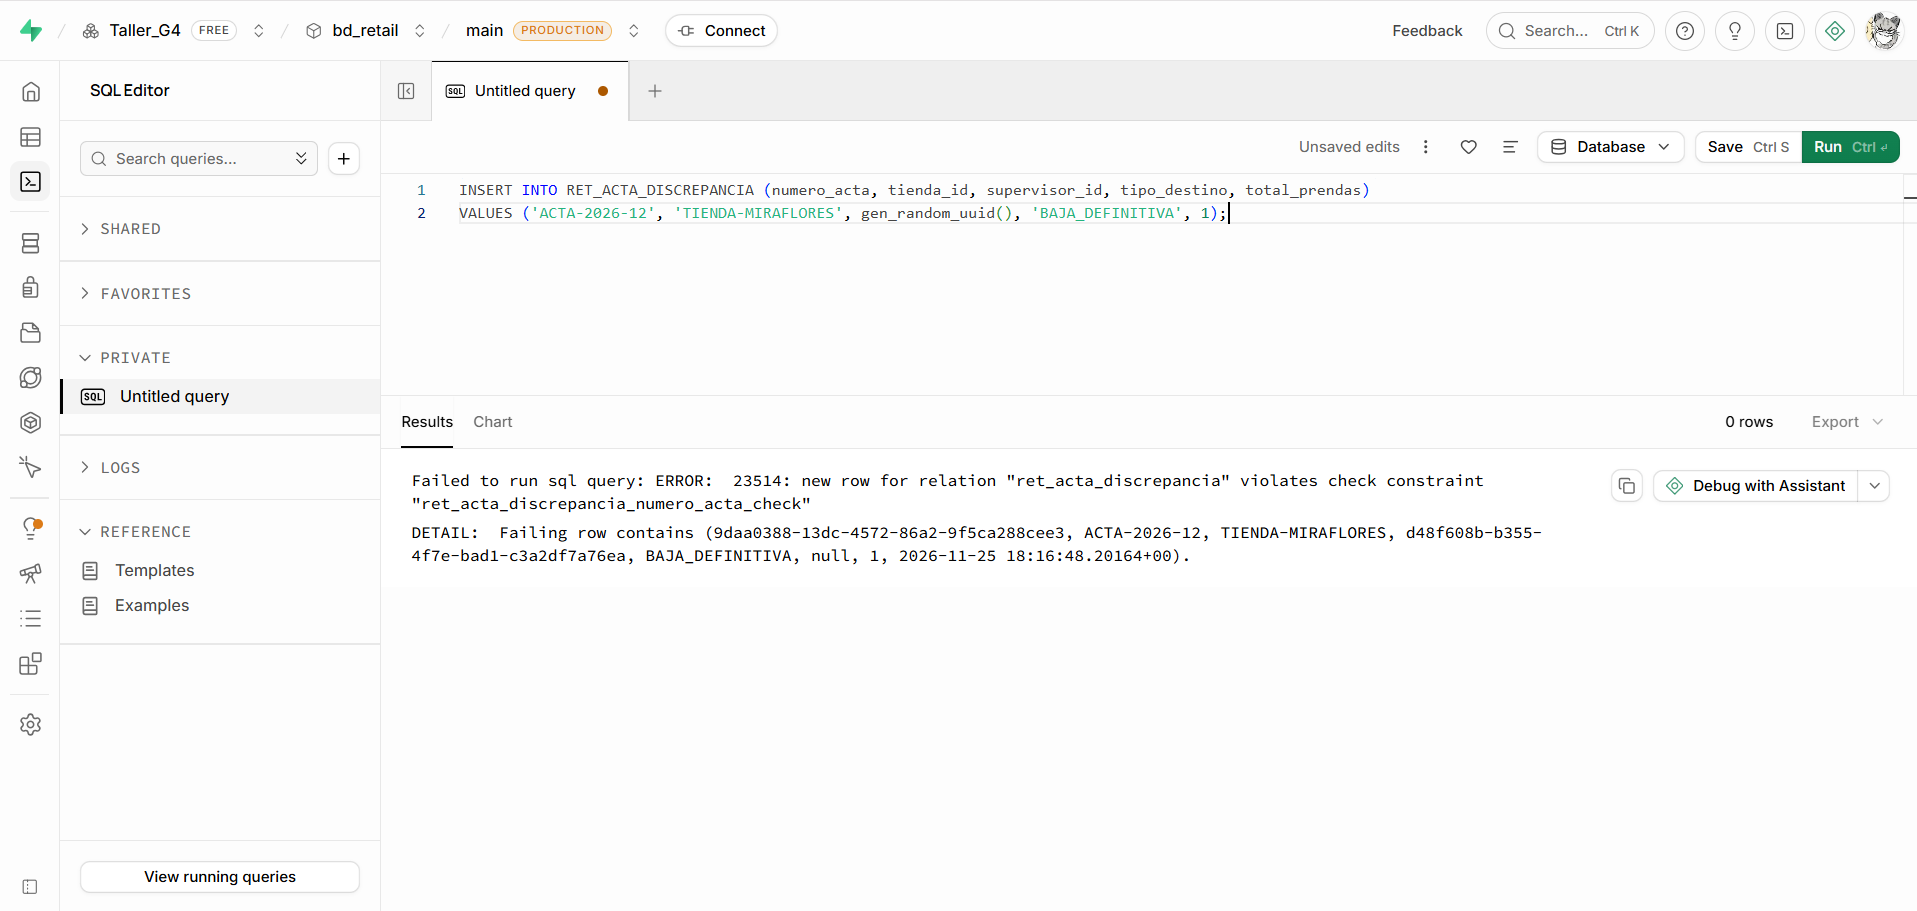 Taller_G4 FREE bd_retail main PRODUCTION Connect Feedback Search... Ctrl K
SQL Editor
SQL Untitled query
Search queries...
Unsaved edits Database Save Ctrl S Run Ctrl ↵
1 INSERT INTO RET_ACTA_DISCREPANCIA (numero_acta, tienda_id, supervisor_id, tipo_destino, total_prendas)
2 VALUES ('ACTA-2026-12', 'TIENDA-MIRAFLORES', gen_random_uuid(), 'BAJA_DEFINITIVA', 1);
SHARED
FAVORITES
PRIVATE
SQL Untitled query
LOGS
REFERENCE
Templates
Examples
View running queries
Results Chart 0 rows Export
Failed to run sql query: ERROR:  23514: new row for relation "ret_acta_discrepancia" violates check constraint
"ret_acta_discrepancia_numero_acta_check"
DETAIL:  Failing row contains (9daa0388-13dc-4572-86a2-9f5ca288cee3, ACTA-2026-12, TIENDA-MIRAFLORES, d48f608b-b355-
4f7e-bad1-c3a2df7a76ea, BAJA_DEFINITIVA, null, 1, 2026-11-25 18:16:48.20164+00).
Debug with Assistant